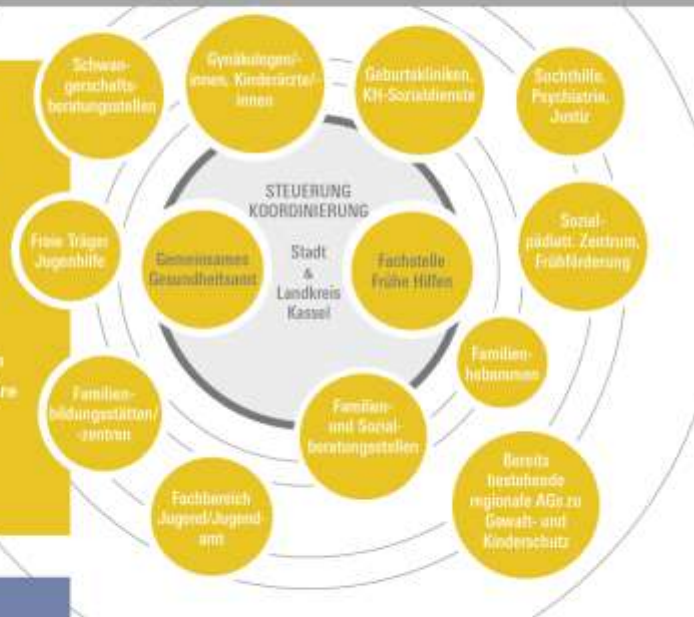 Schwan-
gerschafts-
beratungsstellen
Gynäkologen/-
innen, Kinderärzte/-
innen
Geburtskliniken,
KH-Sozialdienste
Suchthilfe,
Psychiatrie,
Justiz
STEUERUNG
KOORDINIERUNG
Stadt
&
Landkreis
Kassel
Freie Träger
Jugenhilfe
Gemeinsames
Gesundheitsamt
Fachstelle
Frühe Hilfen
Sozial-
pädiatr. Zentrum,
Frühförderung
Familien-
hebammen
Familien-
bildungsstätten/
-zentren
Familien-
und Sozial-
beratungsstellen
Fachbereich
Jugend/Jugend-
amt
Bereits
bestehende
regionale AGs zu
Gewalt- und
Kinderschutz